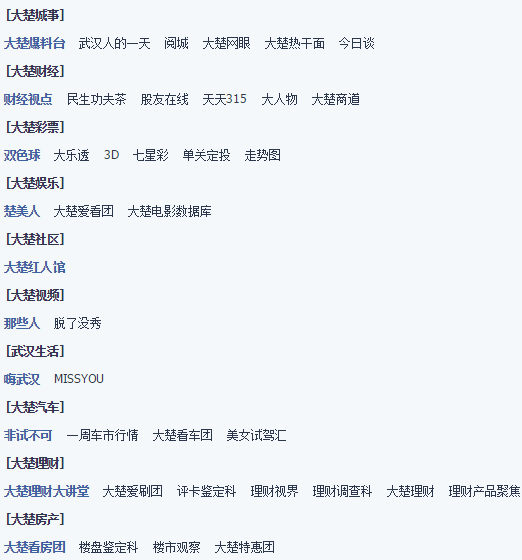 [大楚城事]
大楚爆料台 武汉人的一天 阅城 大楚网眼 大楚热干面 今日谈
[大楚财经]
财经视点 民生功夫茶 股友在线 天天315 大人物 大楚商道
[大楚彩票]
双色球 大乐透 3D 七星彩 单关定投 走势图
[大楚娱乐]
楚美人 大楚爱看团 大楚电影数据库
[大楚社区]
大楚红人馆
[大楚视频]
那些人 脱了没秀
[武汉生活]
嗨武汉 MISSYOU
[大楚汽车]
非试不可 一周车市行情 大楚看车团 美女试驾汇
[大楚理财]
大楚理财大讲堂 大楚爱刷团 评卡鉴定科 理财视界 理财调查科 大楚理财 理财产品聚焦
[大楚房产]
大楚看房团 楼盘鉴定科 楼市观察 大楚特惠团